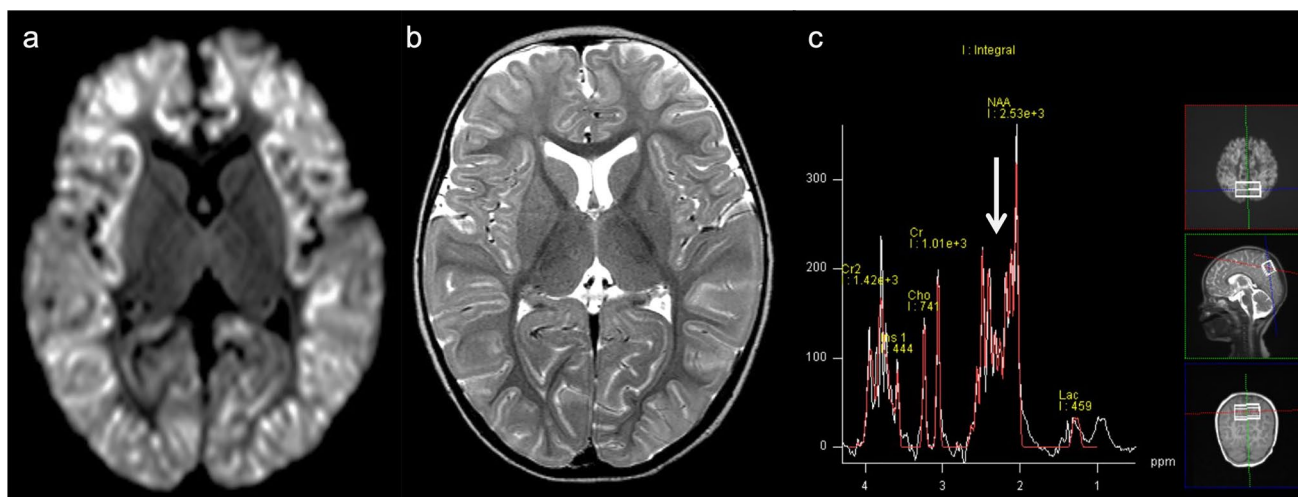 a
b
c
I : Integral
NAA
I : 2.53e+3
300
Cr
I : 1.01e+3
200
Cr2
: 1.42e+3
Cho
I : 741
Ins 1
444
100
Lac
I : 459
0
ppm
4 3 2 1